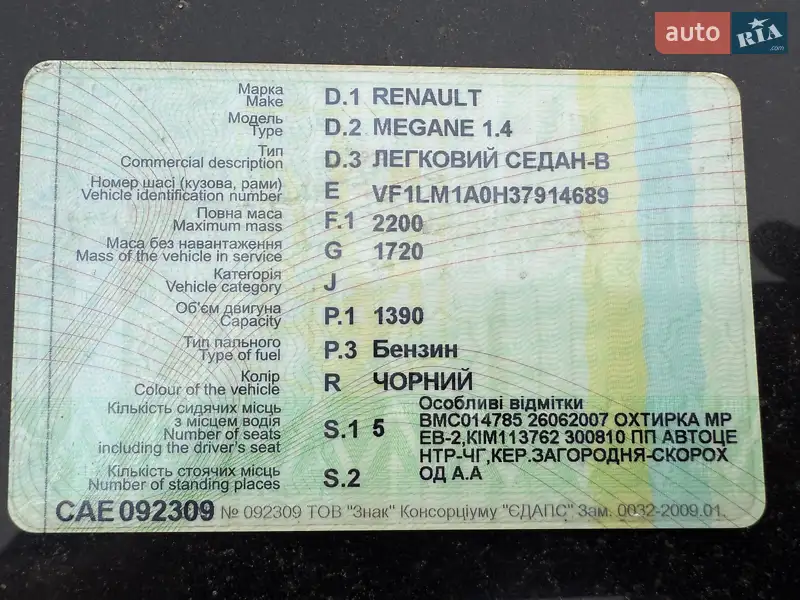 auto RIA .com
Марка
Make D.1 RENAULT
Модель
Type D.2 MEGANE 1.4
Тип
Commercial description D.3 ЛЕГКОВИЙ СЕДАН-В
Номер шасі (кузова, рами)
Vehicle identification number E VF1LM1A0H37914689
Повна маса
Maximum mass F.1 2200
Маса без навантаження
Mass of the vehicle in service G 1720
Категорія
Vehicle category J
Об'єм двигуна
Capacity P.1 1390
Тип пального
Type of fuel P.3 Бензин
Колір
Colour of the vehicle R ЧОРНИЙ
Кількість сидячих місць
з місцем водія
Number of seats
including the driver's seat S.1 5
Особливі відмітки
ВМС014785 26062007 ОХТИРКА МР
ЕВ-2,КІМ113762 300810 ПП АВТОЦЕ
НТР-ЧГ,КЕР.ЗАГОРОДНЯ-СКОРОХ
ОД А.А
Кількість стоячих місць
Number of standing places S.2
САЕ 092309 № 092309 ТОВ "Знак" Консорціуму "ЄДАПС" Зам. 0032-2009.01.